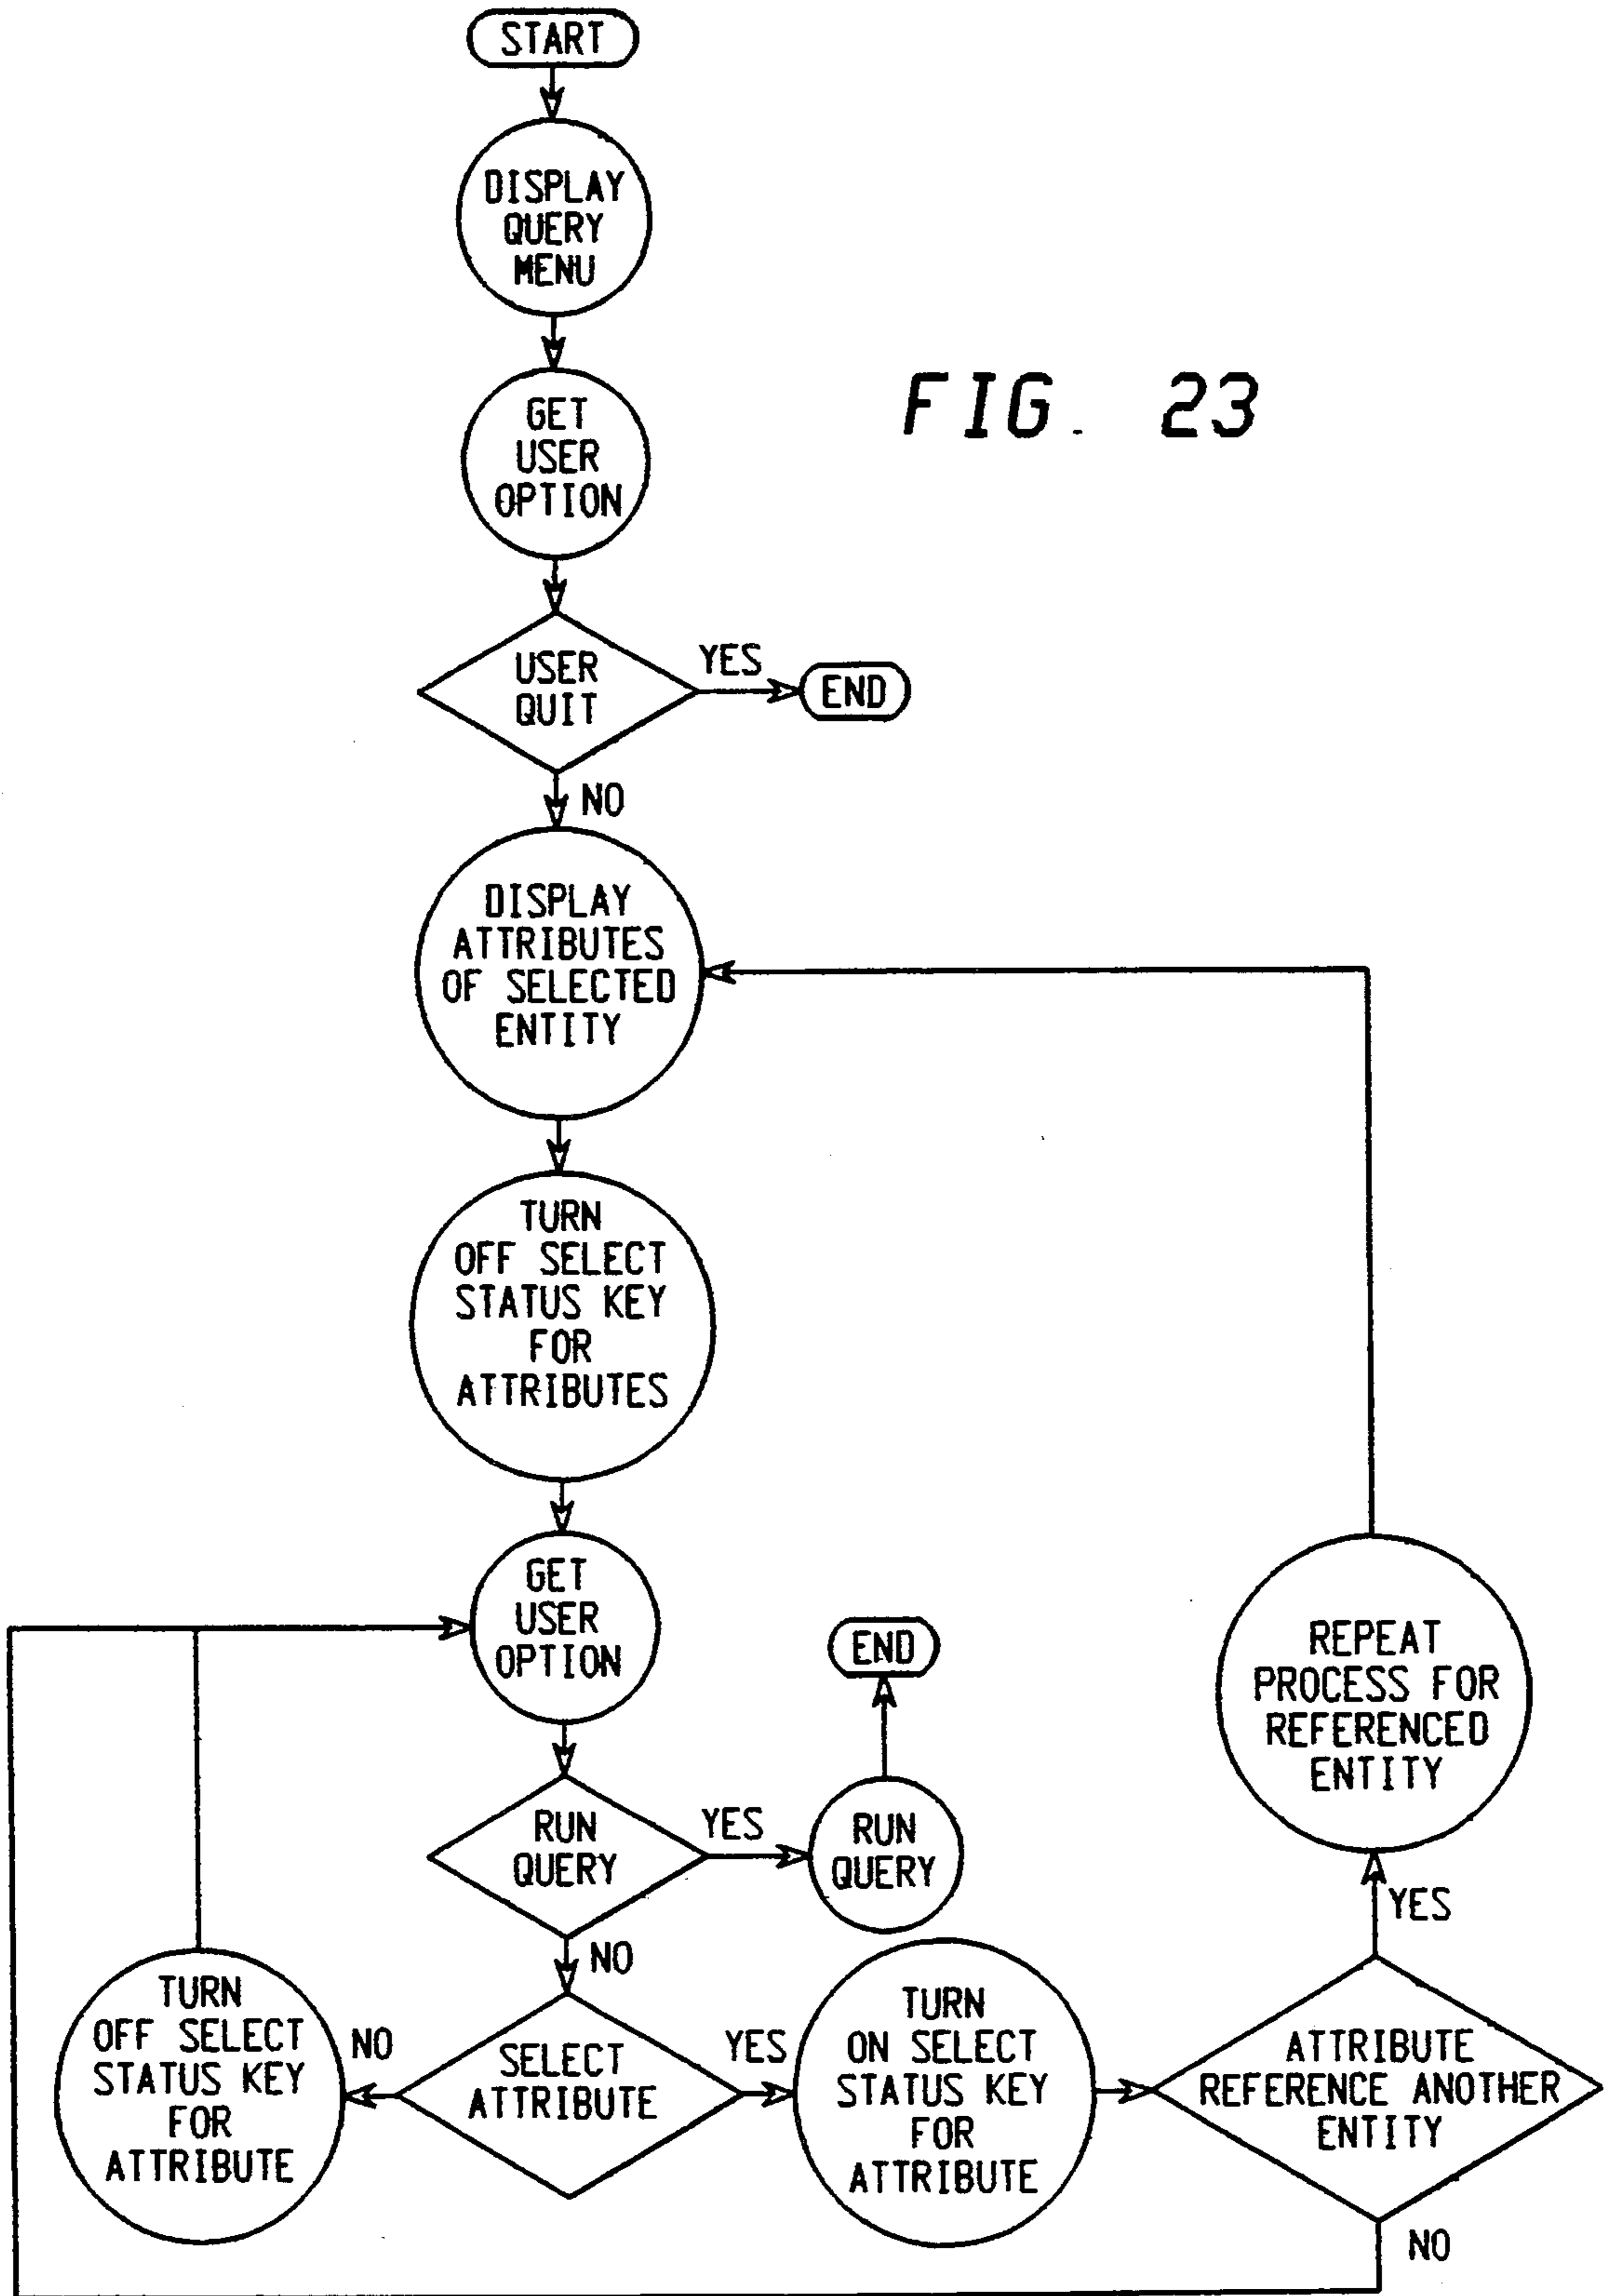 START
DISPLAY
QUERY
MENU
FIG. 23
GET
USER
OPTION
USER
QUIT
YES
END
NO
DISPLAY
ATTRIBUTES
OF SELECTED
ENTITY
TURN
OFF SELECT
STATUS KEY
FOR
ATTRIBUTES
GET
USER
OPTION
END
REPEAT
PROCESS FOR
REFERENCED
ENTITY
RUN
QUERY
YES
RUN
QUERY
YES
NO
TURN
OFF SELECT
STATUS KEY
FOR
ATTRIBUTE
NO
SELECT
ATTRIBUTE
YES
TURN
ON SELECT
STATUS KEY
FOR
ATTRIBUTE
ATTRIBUTE
REFERENCE ANOTHER
ENTITY
NO